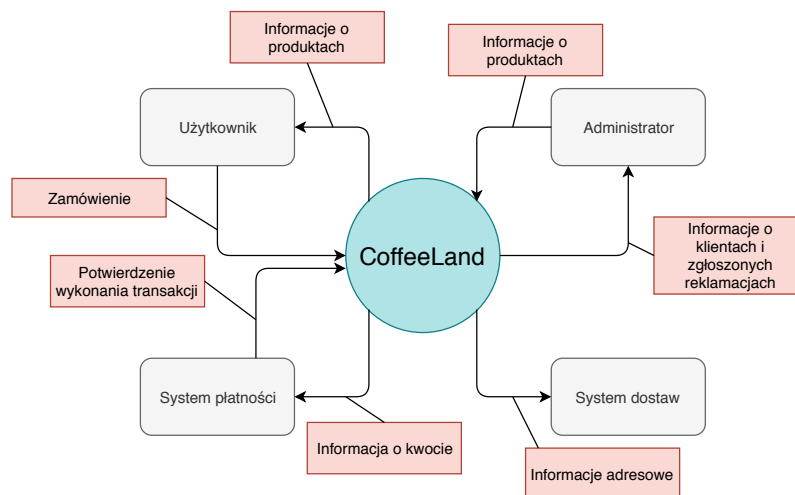 Informacje o
produktach
Informacje o
produktach
Użytkownik
Administrator
Zamówienie
CoffeeLand
Informacje o
klientach i
zgłoszonych
reklamacjach
Potwierdzenie
wykonania transakcji
System płatności
System dostaw
Informacja o kwocie
Informacje adresowe